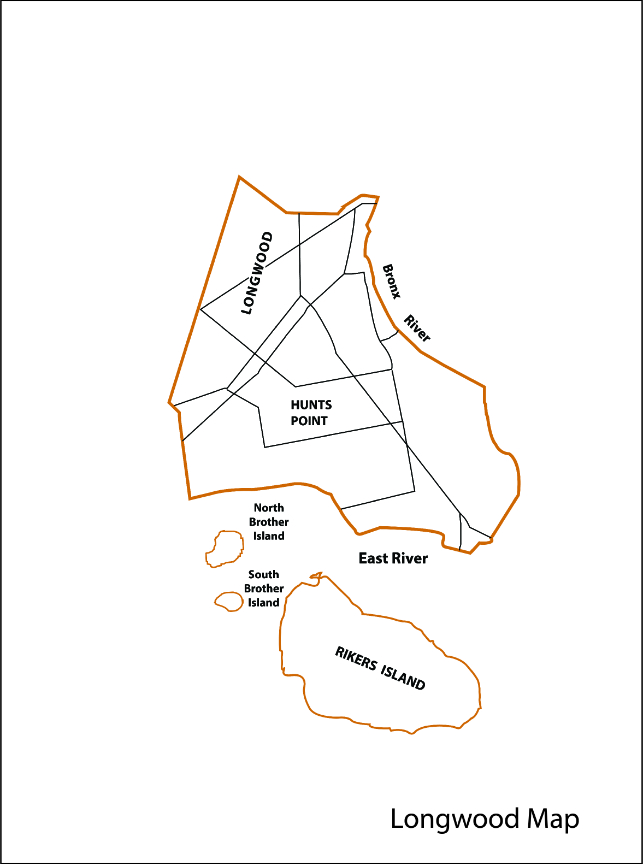 LONGWOOD
Bronx
River
HUNTS
POINT
North
Brother
Island
East River
South
Brother
Island
RIKERS ISLAND
Longwood Map